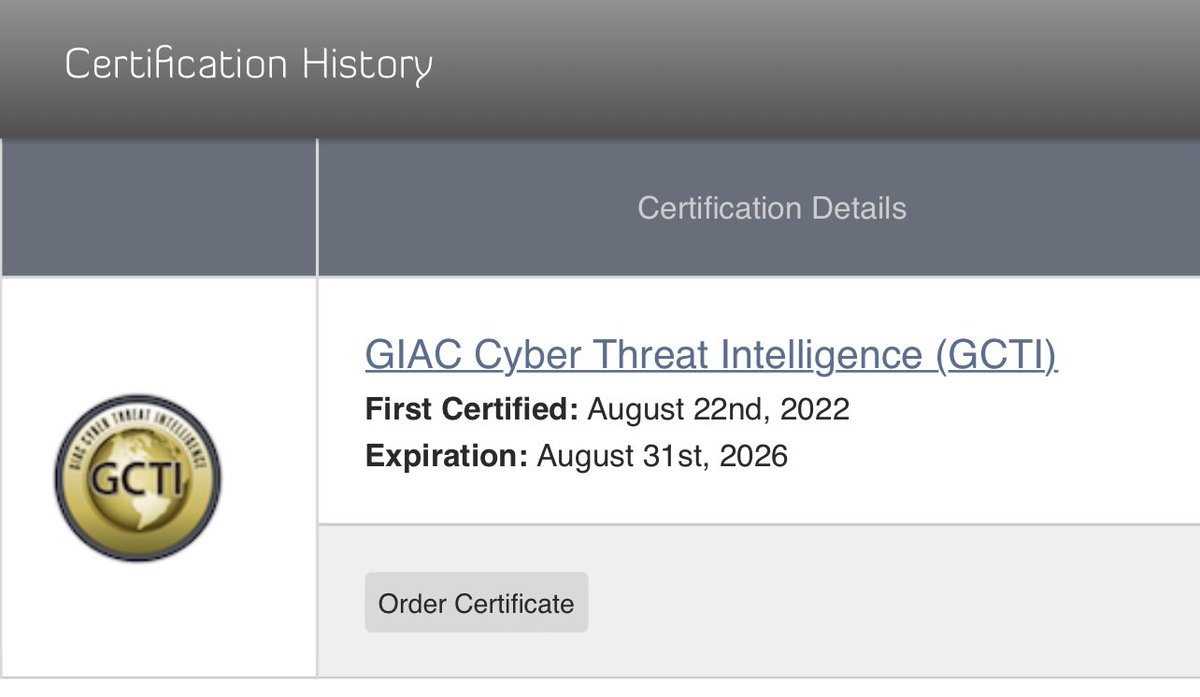 Certification History
Certification Details
GIAC CYBER THREAT INTELLIGENCE
GCTI
GIAC Cyber Threat Intelligence (GCTI)
First Certified: August 22nd, 2022
Expiration: August 31st, 2026
Order Certificate